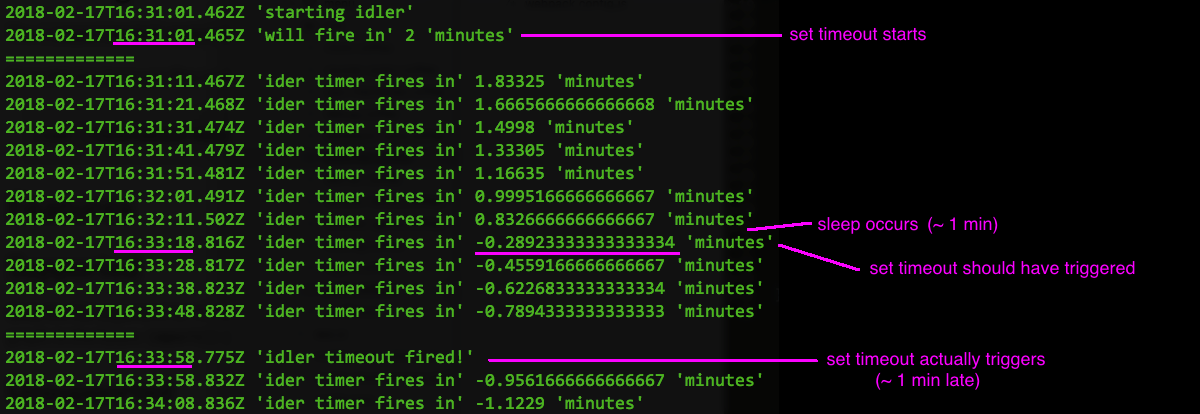 2018-02-17T16:31:01.462Z 'starting idler'
2018-02-17T16:31:01.465Z 'will fire in' 2 'minutes' set timeout starts
=============
2018-02-17T16:31:11.467Z 'ider timer fires in' 1.83325 'minutes'
2018-02-17T16:31:21.468Z 'ider timer fires in' 1.6665666666666668 'minutes'
2018-02-17T16:31:31.474Z 'ider timer fires in' 1.4998 'minutes'
2018-02-17T16:31:41.479Z 'ider timer fires in' 1.33305 'minutes'
2018-02-17T16:31:51.481Z 'ider timer fires in' 1.16635 'minutes'
2018-02-17T16:32:01.491Z 'ider timer fires in' 0.9995166666666667 'minutes'
2018-02-17T16:32:11.502Z 'ider timer fires in' 0.8326666666666667 'minutes'
sleep occurs (~ 1 min)
2018-02-17T16:33:18.816Z 'ider timer fires in' -0.28923333333333334 'minutes'
set timeout should have triggered
2018-02-17T16:33:28.817Z 'ider timer fires in' -0.4559166666666667 'minutes'
2018-02-17T16:33:38.823Z 'ider timer fires in' -0.6226833333333334 'minutes'
2018-02-17T16:33:48.828Z 'ider timer fires in' -0.7894333333333333 'minutes'
=============
2018-02-17T16:33:58.775Z 'idler timeout fired!' set timeout actually triggers
(~ 1 min late)
2018-02-17T16:33:58.832Z 'ider timer fires in' -0.9561666666666667 'minutes'
2018-02-17T16:34:08.836Z 'ider timer fires in' -1.1229 'minutes'